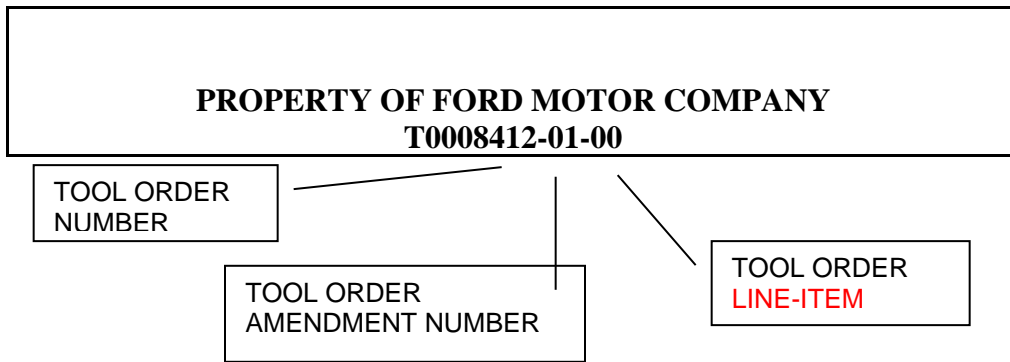 PROPERTY OF FORD MOTOR COMPANY
T0008412-01-00
TOOL ORDER
NUMBER
TOOL ORDER
AMENDMENT NUMBER
TOOL ORDER
LINE-ITEM